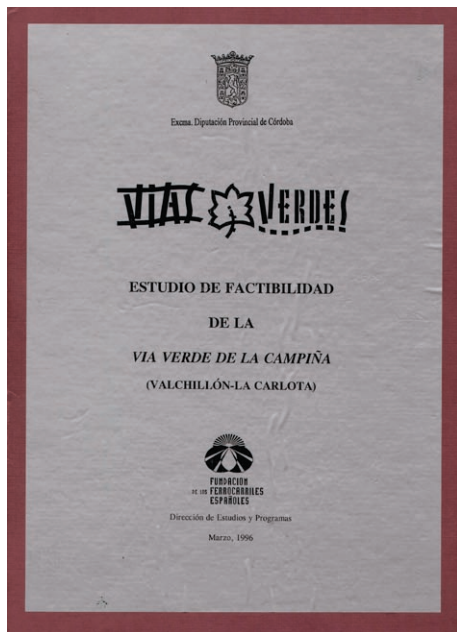 Excma. Diputación Provincial de Córdoba
VIAS VERDES
ESTUDIO DE FACTIBILIDAD
DE LA
VIA VERDE DE LA CAMPIÑA
(VALCHILLÓN-LA CARLOTA)
FUNDACION
DE LOS FERROCARRILES
ESPAÑOLES
Dirección de Estudios y Programas
Marzo, 1996